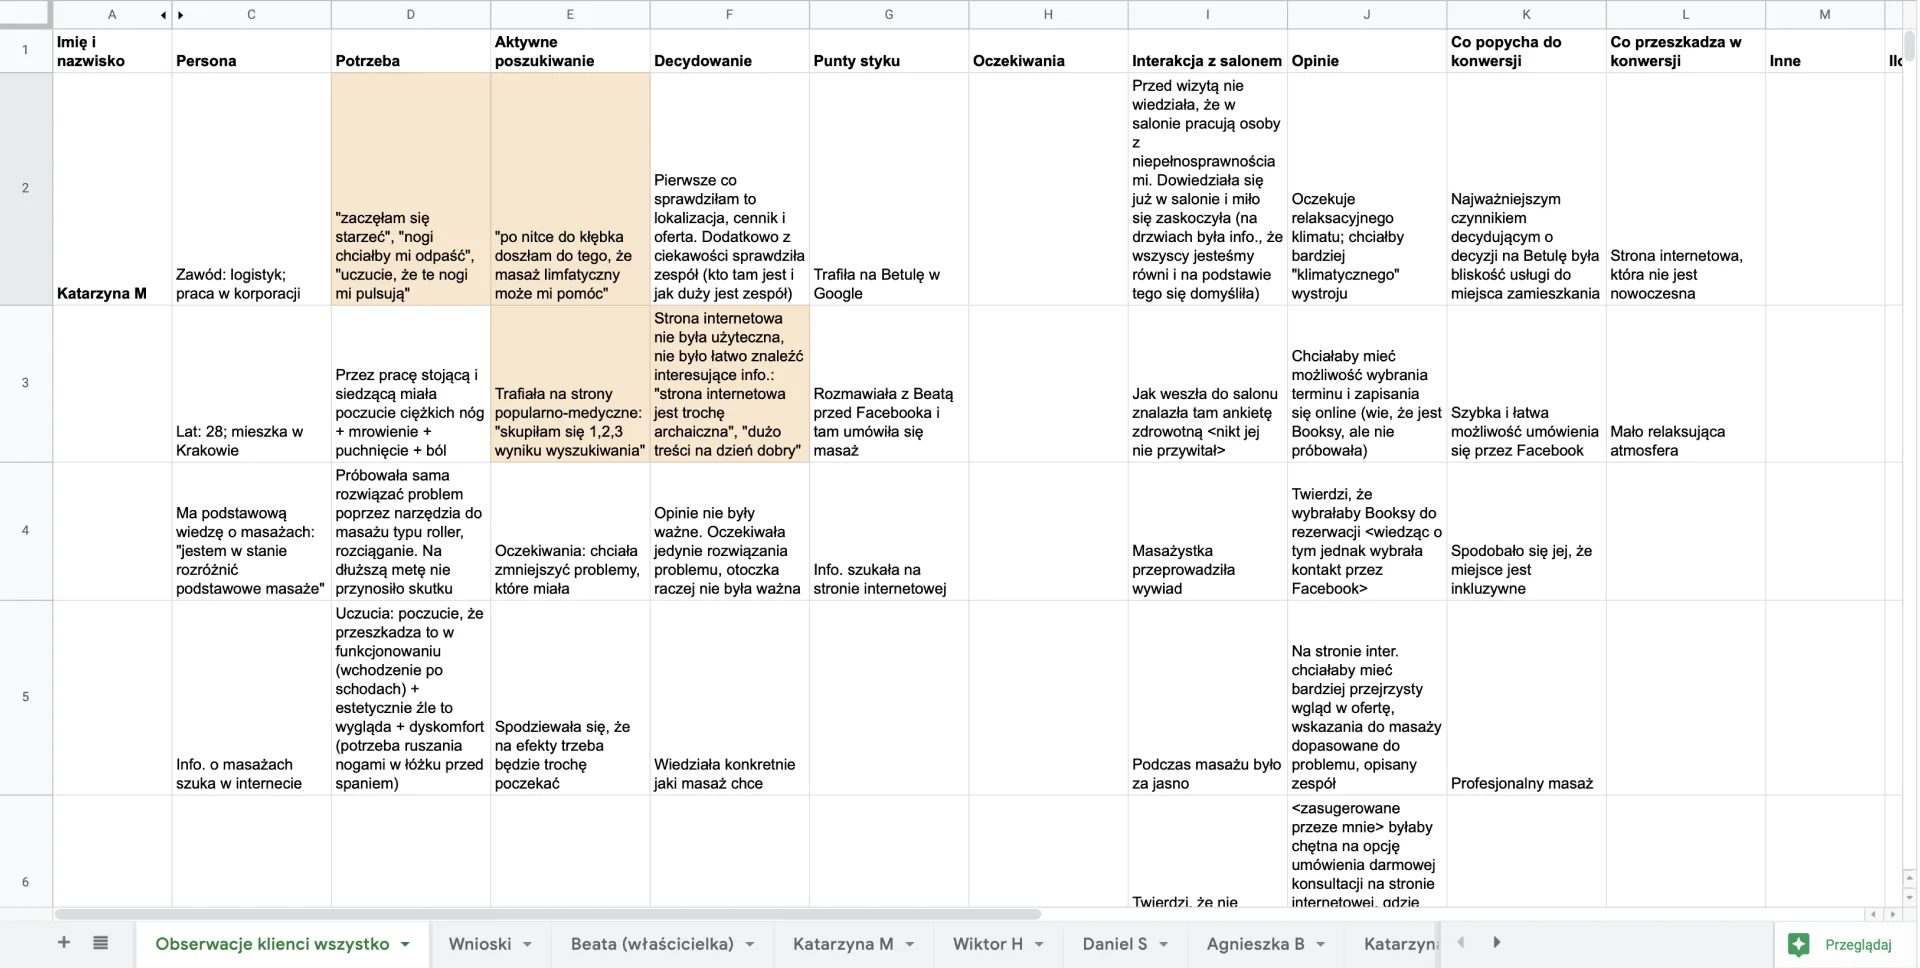 A C D E F G H I J K L M
1
Imię i
nazwisko
Persona
Potrzeba
Aktywne
poszukiwanie
Decydowanie
Punty styku
Oczekiwania
Interakcja z salonem
Opinie
Co popycha do
konwersji
Co przeszkadza w
konwersji
Inne
2
Katarzyna M
Zawód: logistyk;
praca w korporacji
"zaczęłam się
starzeć", "nogi
chciałby mi odpaść",
"uczucie, że te nogi
mi pulsują"
"po nitce do kłębka
doszłam do tego, że
masaż limfatyczny
może mi pomóc"
Pierwsze co
sprawdziłam to
lokalizacja, cennik i
oferta. Dodatkowo z
ciekawości sprawdziła
zespół (kto tam jest i
jak duży jest zespół)
Trafiła na Betulę w
Google
Przed wizytą nie
wiedziała, że w
salonie pracują osoby
z
niepełnosprawnościa
mi. Dowiedziała się
już w salonie i miło
się zaskoczyła (na
drzwiach była info., że
wszyscy jesteśmy
równi i na podstawie
tego się domyśliła)
Oczekuje
relaksacyjnego
klimatu; chciałby
bardziej
"klimatycznego"
wystroju
Najważniejszym
czynnikiem
decydującym o
decyzji na Betulę była
bliskość usługi do
miejsca zamieszkania
Strona internetowa,
która nie jest
nowoczesna
3
Lat: 28; mieszka w
Krakowie
Przez pracę stojącą i
siedzącą miała
poczucie ciężkich nóg
+ mrowienie +
puchnięcie + ból
Trafiała na strony
popularno-medyczne:
"skupiłam się 1,2,3
wyniku wyszukiwania"
Strona internetowa
nie była użyteczna,
nie było łatwo znaleźć
interesujące info.:
"strona internetowa
jest trochę
archaiczna", "dużo
treści na dzień dobry"
Rozmawiała z Beatą
przed Facebooka i
tam umówiła się
masaż
Jak weszła do salonu
znalazła tam ankietę
zdrowotną <nikt jej
nie przywitał>
Chciałaby mieć
możliwość wybrania
terminu i zapisania
się online (wie, że jest
Booksy, ale nie
próbowała)
Szybka i łatwa
możliwość umówienia
się przez Facebook
Mało relaksująca
atmosfera
4
Ma podstawową
wiedzę o masażach:
"jestem w stanie
rozróżnić
podstawowe masaże"
Próbowała sama
rozwiązać problem
poprzez narzędzia do
masażu typu roller,
rozciąganie. Na
dłuższą metę nie
przynosiło skutku
Oczekiwania: chciała
zmniejszyć problemy,
które miała
Opinie nie były
ważne. Oczekiwała
jedynie rozwiązania
problemu, otoczka
raczej nie była ważna
Info. szukała na
stronie internetowej
Masażystka
przeprowadziła
wywiad
Twierdzi, że
wybrałaby Booksy do
rezerwacji <wiedząc o
tym jednak wybrała
kontakt przez
Facebook>
Spodobało się jej, że
miejsce jest
inkluzywne
5
Info. o masażach
szuka w internecie
Uczucia: poczucie, że
przeszkadza to w
funkcjonowaniu
(wchodzenie po
schodach) +
estetycznie źle to
wygląda + dyskomfort
(potrzeba ruszania
nogami w łóżku przed
spaniem)
Spodziewała się, że
na efekty trzeba
będzie trochę
poczekać
Wiedziała konkretnie
jaki masaż chce
Podczas masażu było
za jasno
Na stronie inter.
chciałaby mieć
bardziej przejrzysty
wgląd w ofertę,
wskazania do masaży
dopasowane do
problemu, opisany
zespół
Profesjonalny masaż
6
Twierdzi, że nie
<zasugerowane
przeze mnie> byłaby
chętna na opcję
umówienia darmowej
konsultacji na stronie
internetowej, gdzie
Obserwacje klienci wszystko Wnioski Beata (właścicielka) Katarzyna M Wiktor H Daniel S Agnieszka B Katarzyn
Przeglądaj